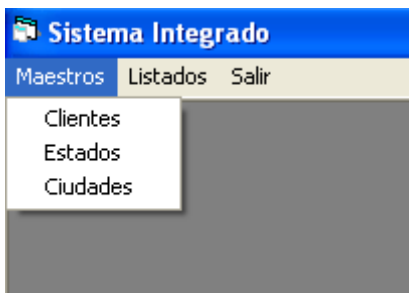 Sistema Integrado
Maestros Listados Salir
Clientes
Estados
Ciudades